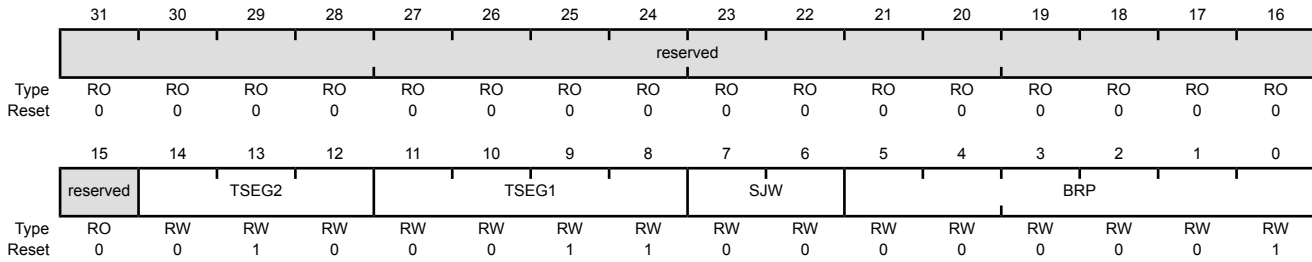 31 30 29 28 27 26 25 24 23 22 21 20 19 18 17 16
reserved
Type RO RO RO RO RO RO RO RO RO RO RO RO RO RO RO RO
Reset 0 0 0 0 0 0 0 0 0 0 0 0 0 0 0 0
15 14 13 12 11 10 9 8 7 6 5 4 3 2 1 0
reserved TSEG2 TSEG1 SJW BRP
Type RO RW RW RW RW RW RW RW RW RW RW RW RW RW RW RW
Reset 0 0 1 0 0 0 1 1 0 0 0 0 0 0 0 1